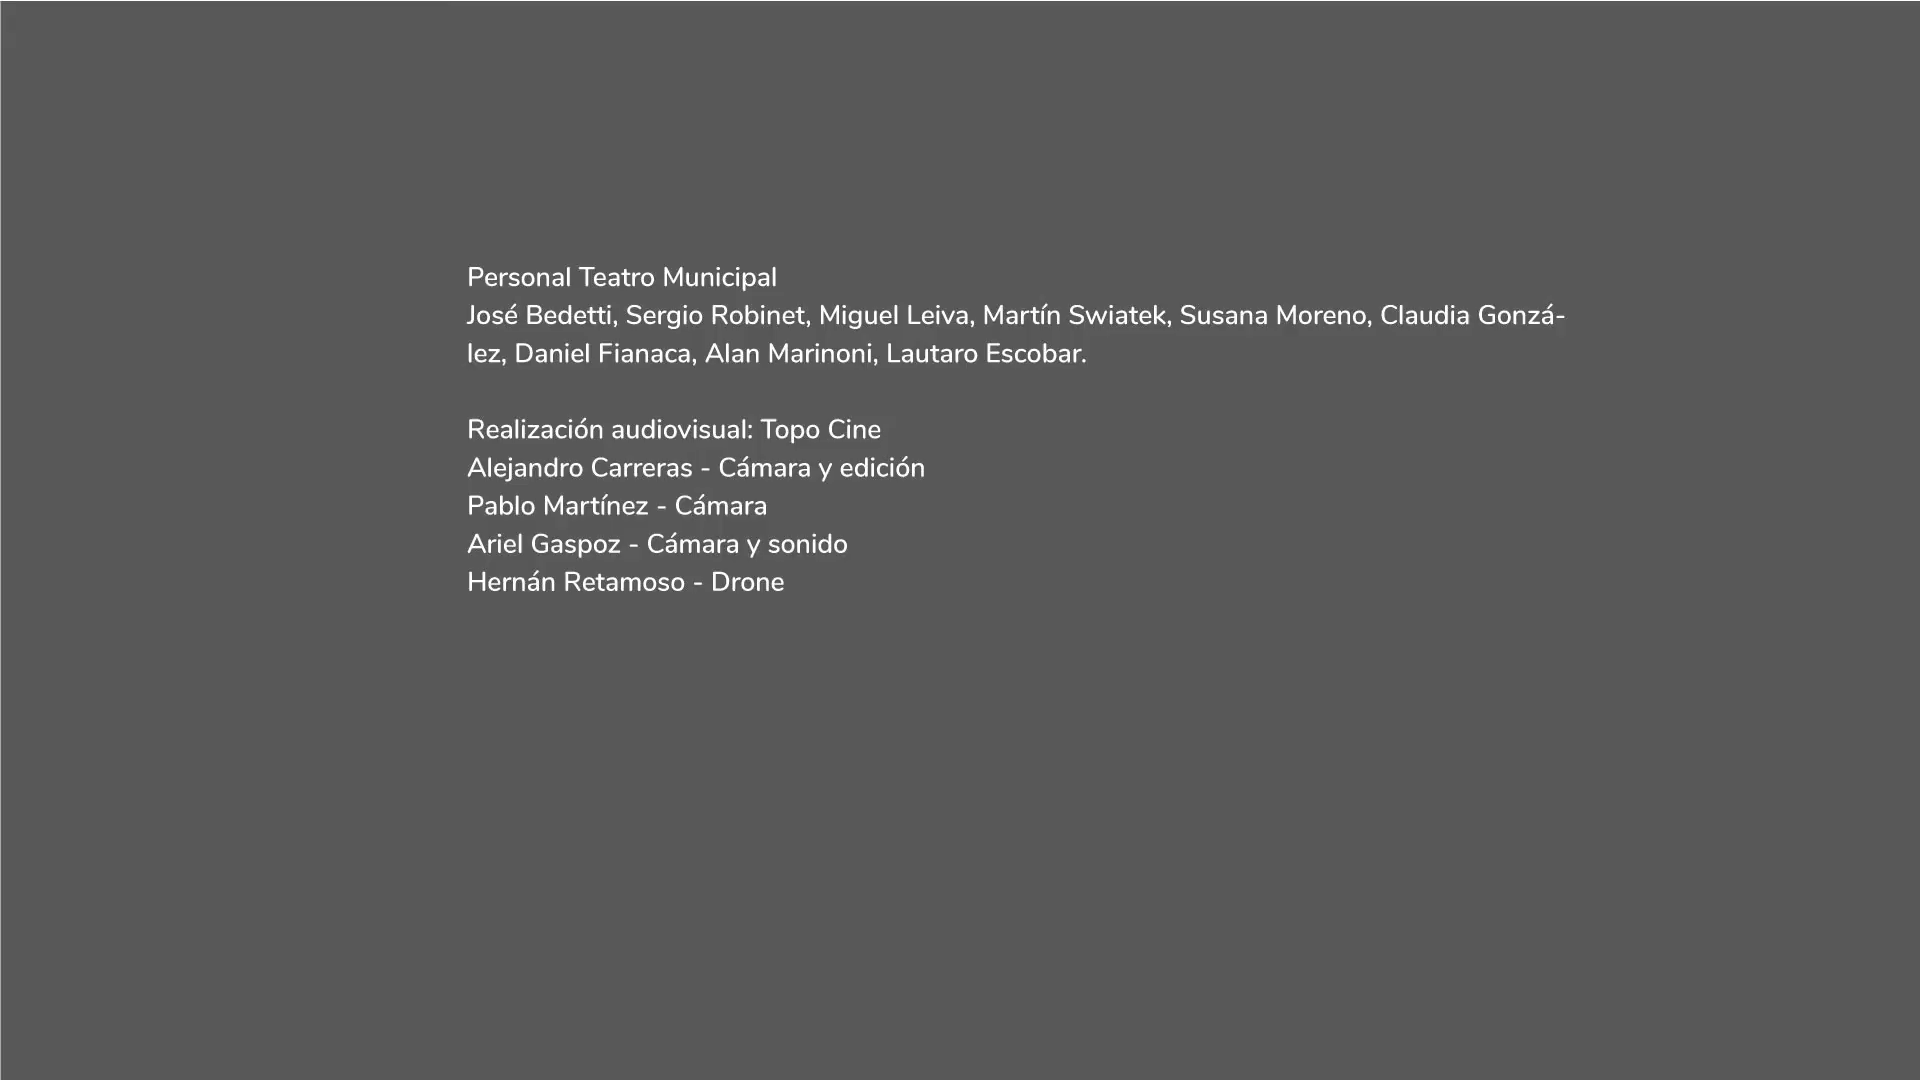 Personal Teatro Municipal
José Bedetti, Sergio Robinet, Miguel Leiva, Martín Swiatek, Susana Moreno, Claudia Gonzá-
lez, Daniel Fianaca, Alan Marinoni, Lautaro Escobar.
Realización audiovisual: Topo Cine
Alejandro Carreras - Cámara y edición
Pablo Martínez - Cámara
Ariel Gaspoz - Cámara y sonido
Hernán Retamoso - Drone